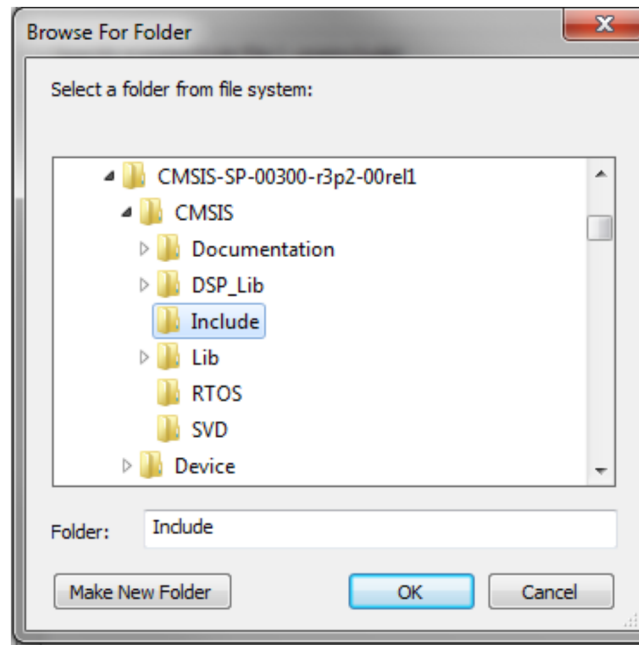 Browse For Folder
Select a folder from file system:
CMSIS-SP-00300-r3p2-00rel1
CMSIS
Documentation
DSP_Lib
Include
Lib
RTOS
SVD
Device
Folder: Include
Make New Folder OK Cancel